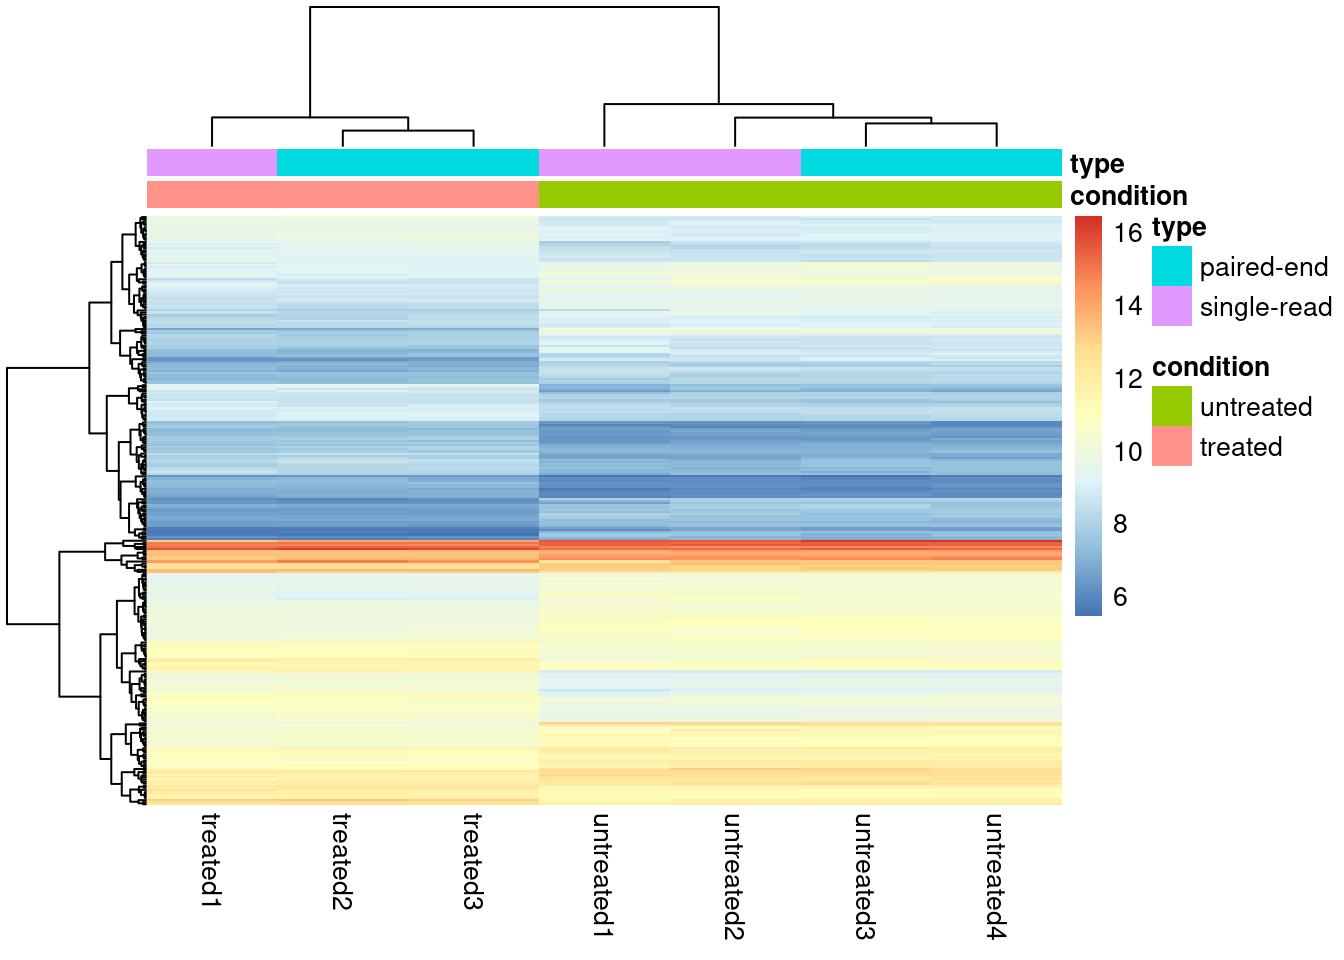 type
condition
16
14
12
10
8
6
type
paired-end
single-read
condition
untreated
treated
treated1
treated2
treated3
untreated1
untreated2
untreated3
untreated4